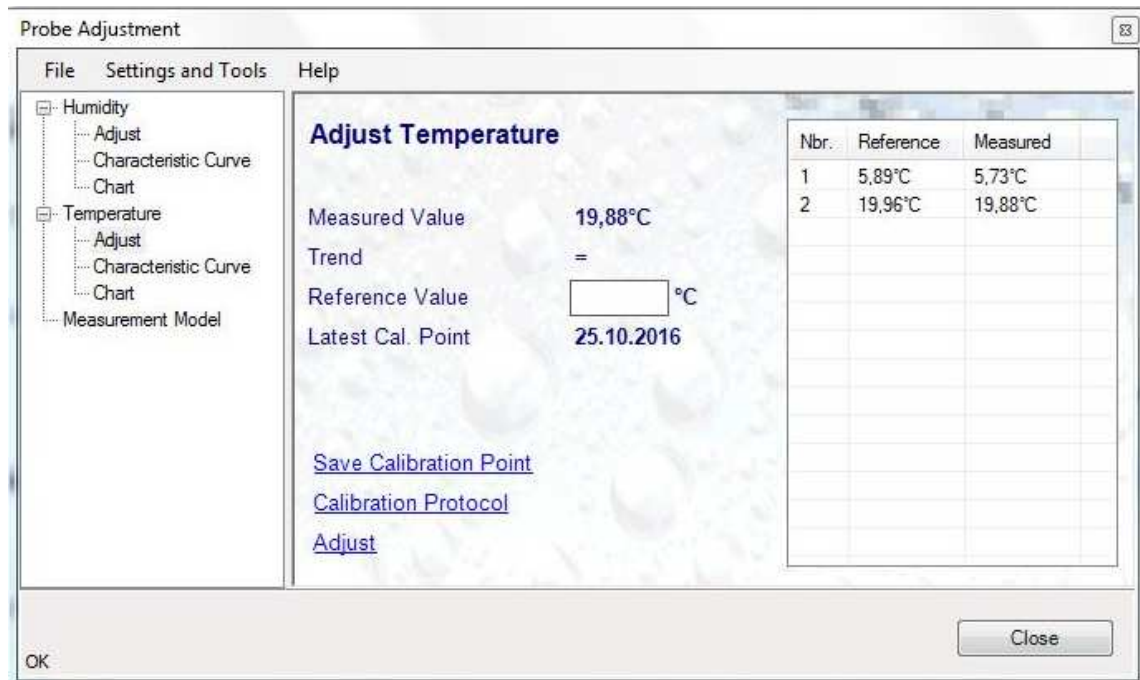 Probe Adjustment
File Settings and Tools Help
Humidity
Adjust
Characteristic Curve
Chart
Temperature
Adjust
Characteristic Curve
Chart
Measurement Model
Adjust Temperature
Measured Value 19,88°C
Trend =
Reference Value °C
Latest Cal. Point 25.10.2016
Save Calibration Point
Calibration Protocol
Adjust
Nbr. Reference Measured
1 5,89°C 5,73°C
2 19,96°C 19,88°C
Close
OK